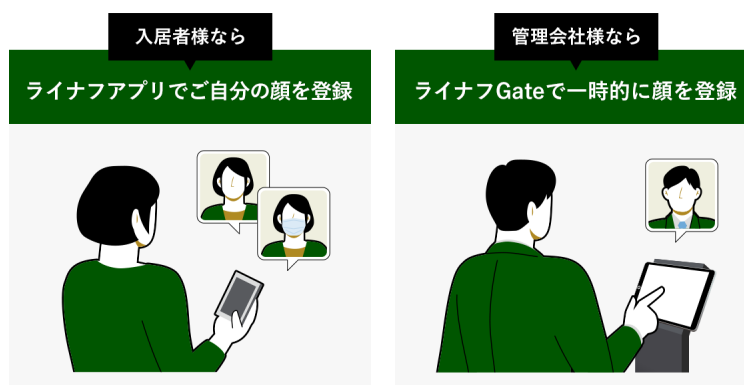 入居者様なら
ライナフアプリでご自分の顔を登録
管理会社様なら
ライナフGateで一時的に顔を登録